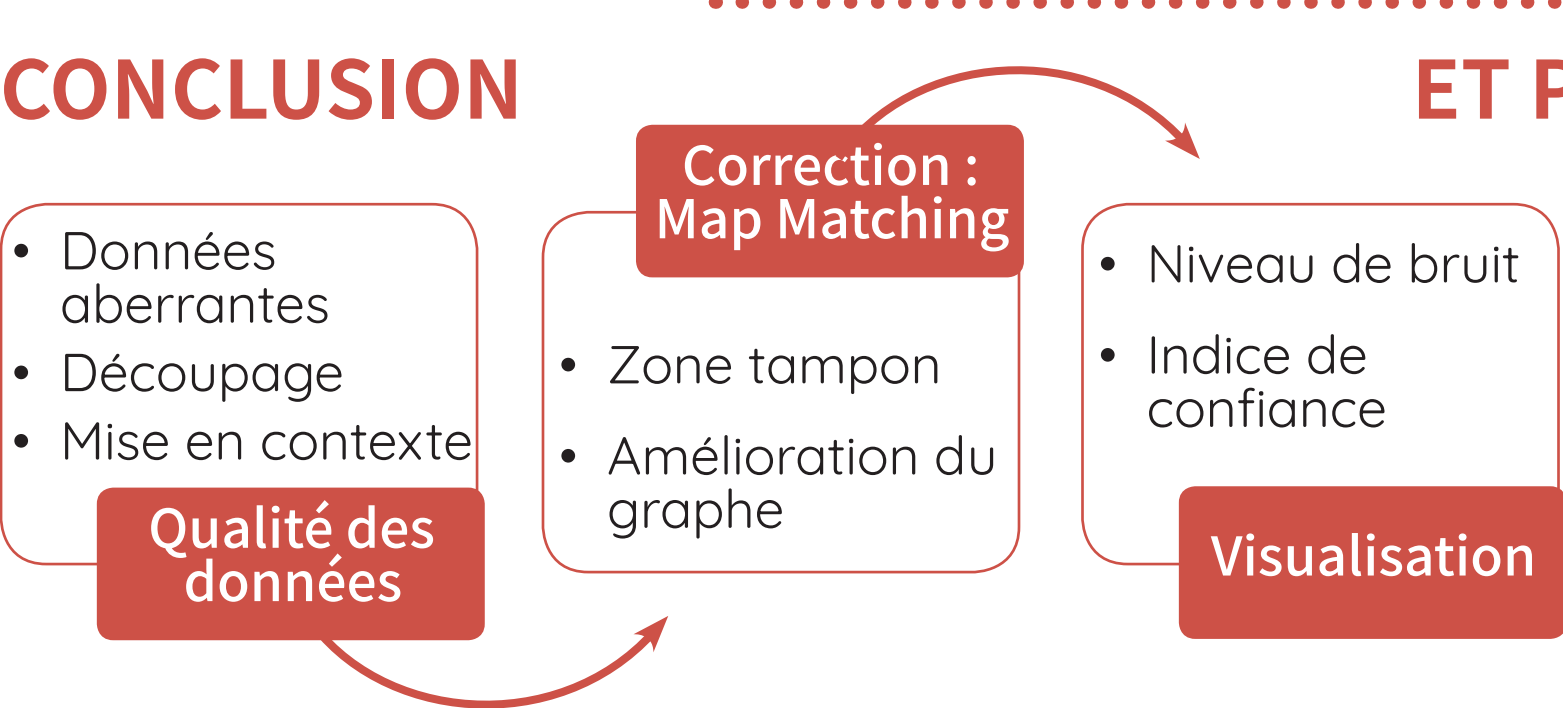 CONCLUSION
ET P
• Données
aberrantes
• Découpage
• Mise en contexte
Qualité des
données
Correction :
Map Matching
• Zone tampon
• Amélioration du
graphe
• Niveau de bruit
• Indice de
confiance
Visualisation